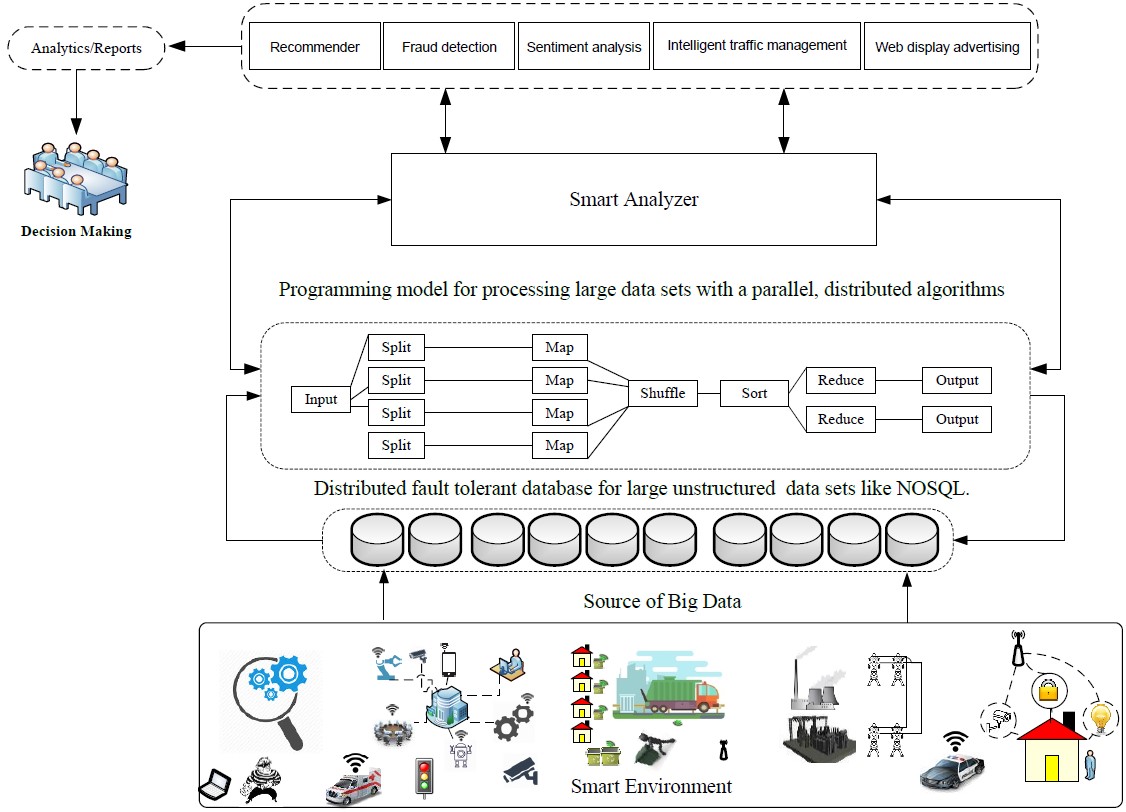 Analytics/Reports
Recommender
Fraud detection
Sentiment analysis
Intelligent traffic management
Web display advertising
Decision Making
Smart Analyzer
Programming model for processing large data sets with a parallel, distributed algorithms
Input
Split
Split
Split
Split
Map
Map
Map
Map
Shuffle
Sort
Reduce
Reduce
Output
Output
Distributed fault tolerant database for large unstructured data sets like NOSQL.
Source of Big Data
Smart Environment